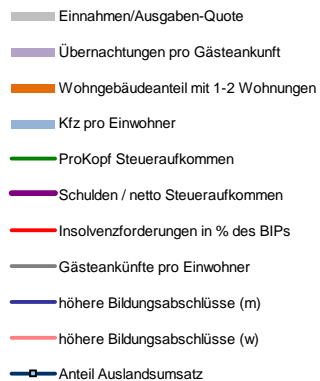 Einnahmen/Ausgaben-Quote
Übernachtungen pro Gästeankunft
Wohngebäudeanteil mit 1-2 Wohnungen
Kfz pro Einwohner
ProKopf Steueraufkommen
Schulden / netto Steueraufkommen
Insolvenzforderungen in % des BIPs
Gästeankünfte pro Einwohner
höhere Bildungsabschlüsse (m)
höhere Bildungsabschlüsse (w)
Anteil Auslandsumsatz